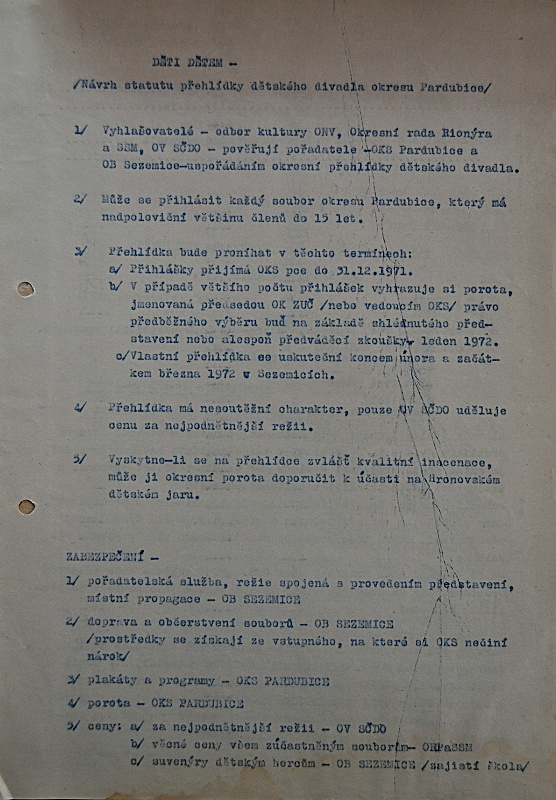 DĚTI DĚTEM -
/Návrh statutu přehlídky dětského divadla okresu Pardubice/
1/ Vyhlašovatelé - odbor kultury ONV, Okresní rada Pionýra
a SSM, OV SČDO - pověřují pořadatele -OKS Pardubice a
OB Sezemice-uspořádáním okresní přehlídky dětského divadla.
2/ Může se přihlásit každý soubor okresu Pardubice, který má
nadpoloviční většinu členů do 15 let.
3/ Přehlídka bude proníhat v těchto termínech:
a/ Přihlášky přijímá OKS pce do 31.12.1971.
b/ V případě většího počtu přihlášek vyhrazuje si porota,
jmenovaná předsedou OK ZUČ /nebo vedoucím OKS/ právo
předběžného výběru buď na základě shlédnutého před-
stavení nebo alespoň předváděcí zkoušky- leden 1972.
c/Vlastní přehlídka se uskuteční koncem února a začát-
kem března 1972 v Sezemicích.
4/ Přehlídka má nesoutěžní charakter, pouze OV SČDO uděluje
cenu za nejpodnětnější režii.
5/ Vyskytne-li se na přehlídce zvlášť kvalitní inscenace,
může ji okresní porota doporučit k účasti na Hronovském
dětském jaru.
ZABEZPEČENÍ -
1/ pořadatelská služba, režie spojená s provedením představení,
místní propagace - OB SEZEMICE
2/ doprava a občerstvení souborů - OB SEZEMICE
/prostředky se získají ze vstupného, na které si OKS nečiní
nárok/
3/ plakáty a programy - OKS PARDUBICE
4/ porota - OKS PARDUBICE
5/ ceny: a/ za nejpodnětnější režii - OV SČDO
b/ věcné ceny všem zúčastněným souborům- ORPaSSM
c/ suvenýry dětským hercům - OB SEZEMICE /zajistí škola/